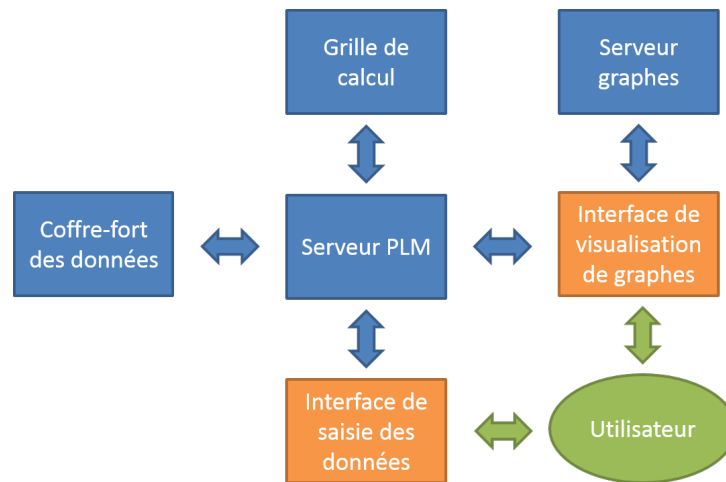 Grille de
calcul
Serveur
graphes
Coffre-fort
des données
Serveur PLM
Interface de
visualisation
de graphes
Interface de
saisie des
données
Utilisateur